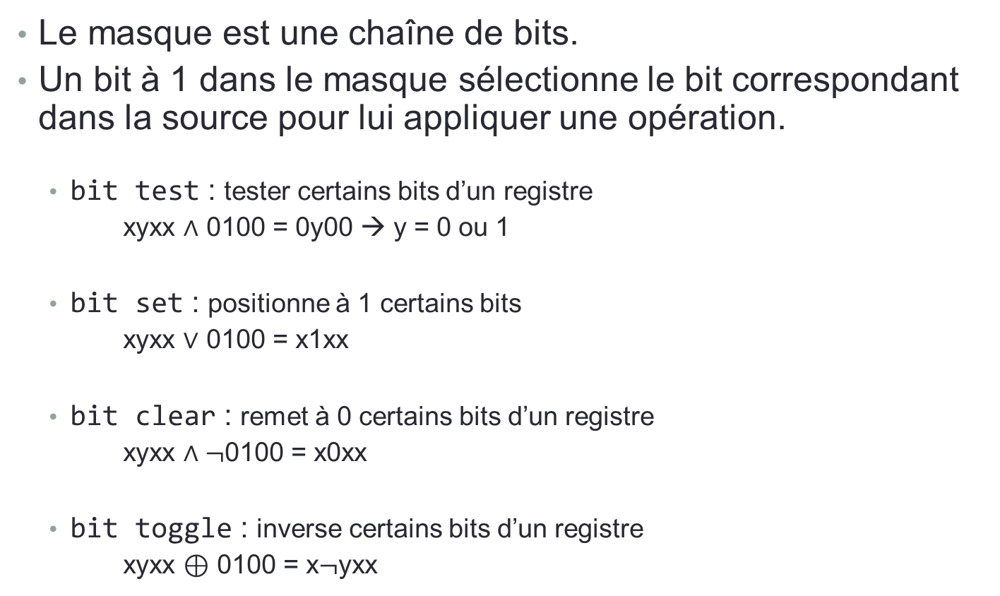 • Le masque est une chaîne de bits.
• Un bit à 1 dans le masque sélectionne le bit correspondant
dans la source pour lui appliquer une opération.
• bit test : tester certains bits d’un registre
xyxx ∧ 0100 = 0y00 → y = 0 ou 1
• bit set : positionne à 1 certains bits
xyxx ∨ 0100 = x1xx
• bit clear : remet à 0 certains bits d’un registre
xyxx ∧ ¬0100 = x0xx
• bit toggle : inverse certains bits d’un registre
xyxx ⊕ 0100 = x¬yxx